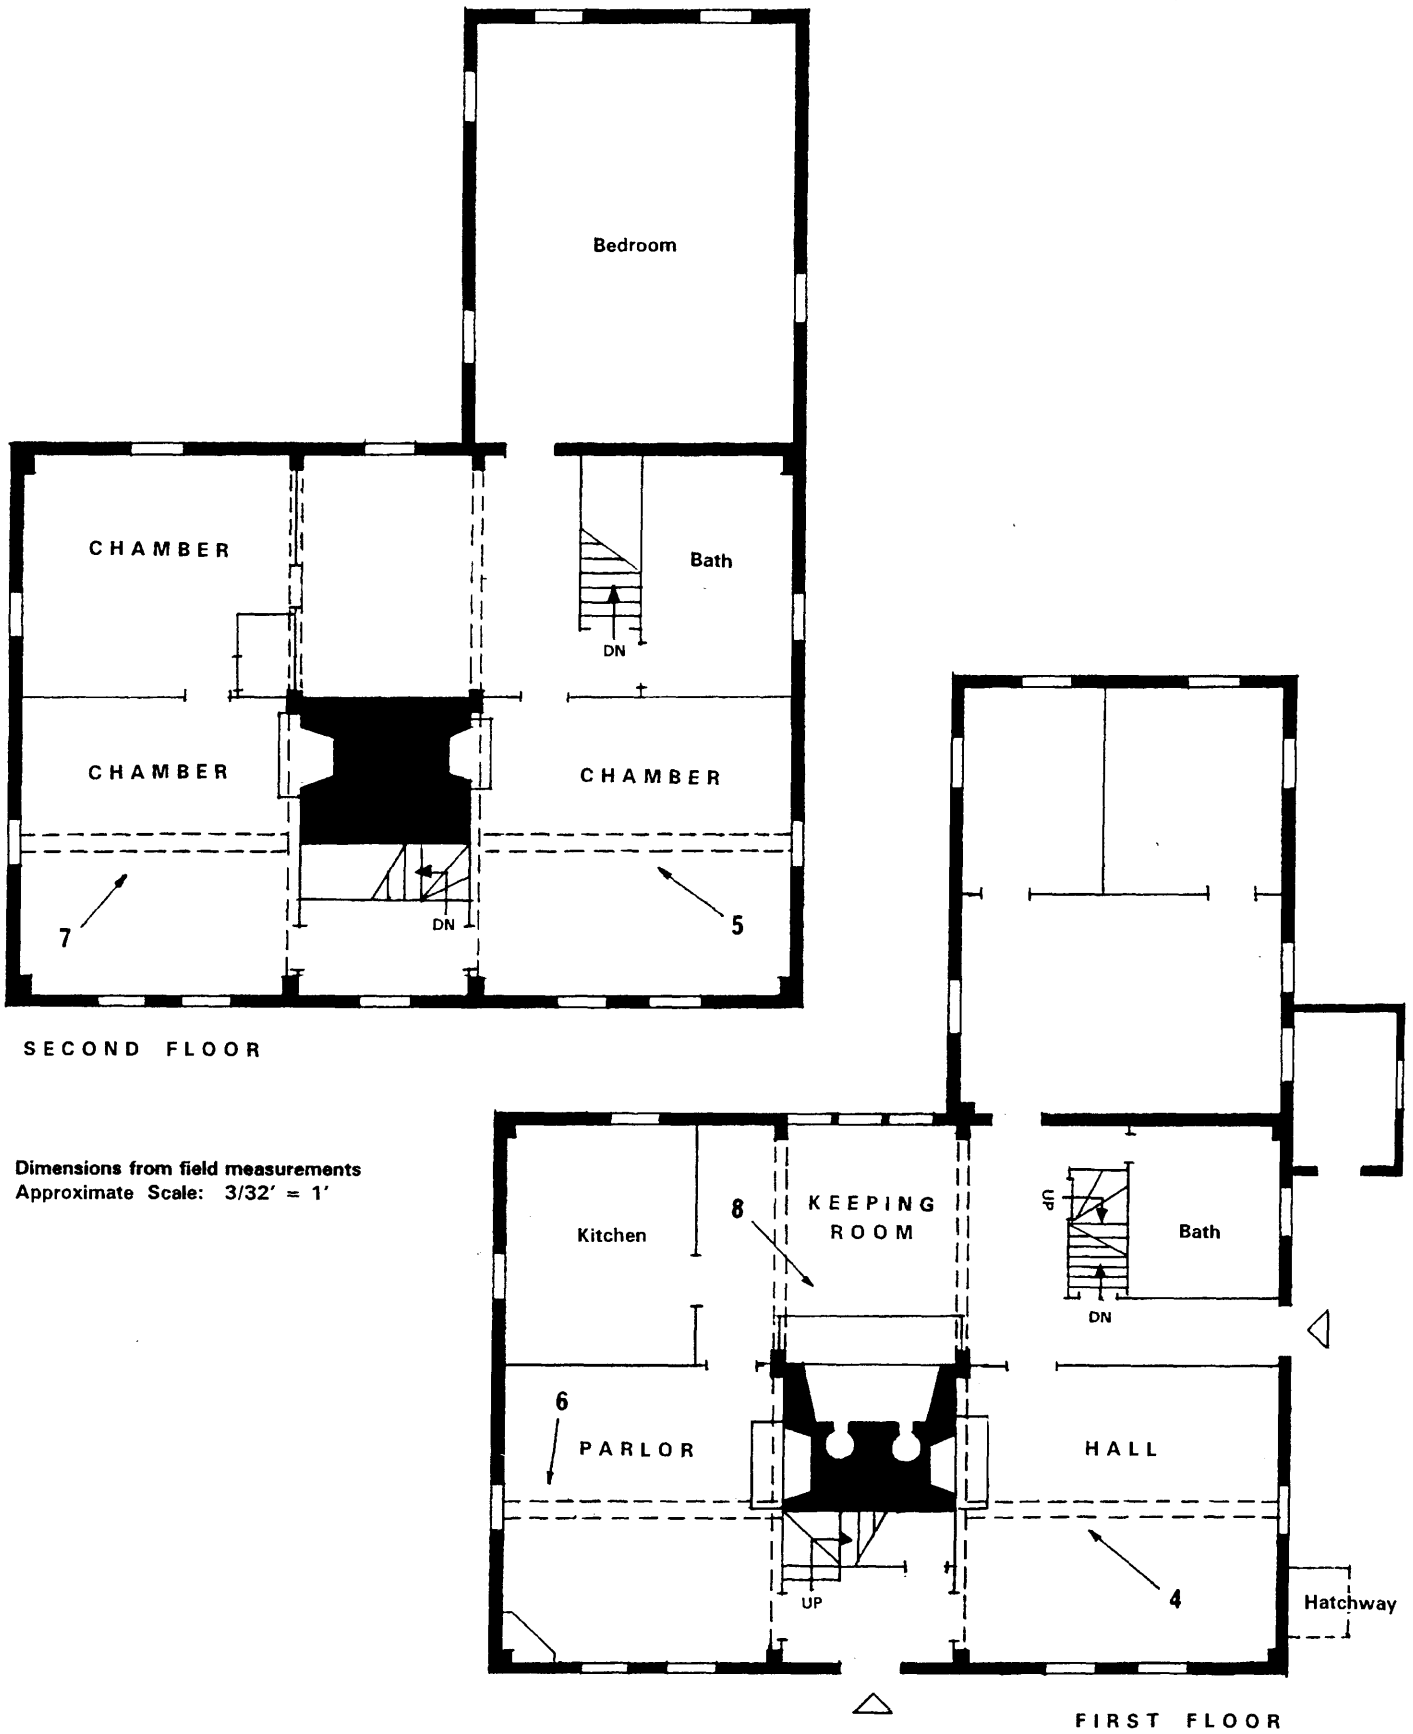 Bedroom
CHAMBER
Bath
DN
CHAMBER
CHAMBER
7
DN
5
SECOND FLOOR
Dimensions from field measurements
Approximate Scale: 3/32' = 1'
8
KEEPING
ROOM
UP
Kitchen
Bath
DN
6
PARLOR
HALL
UP
4
Hatchway
FIRST FLOOR